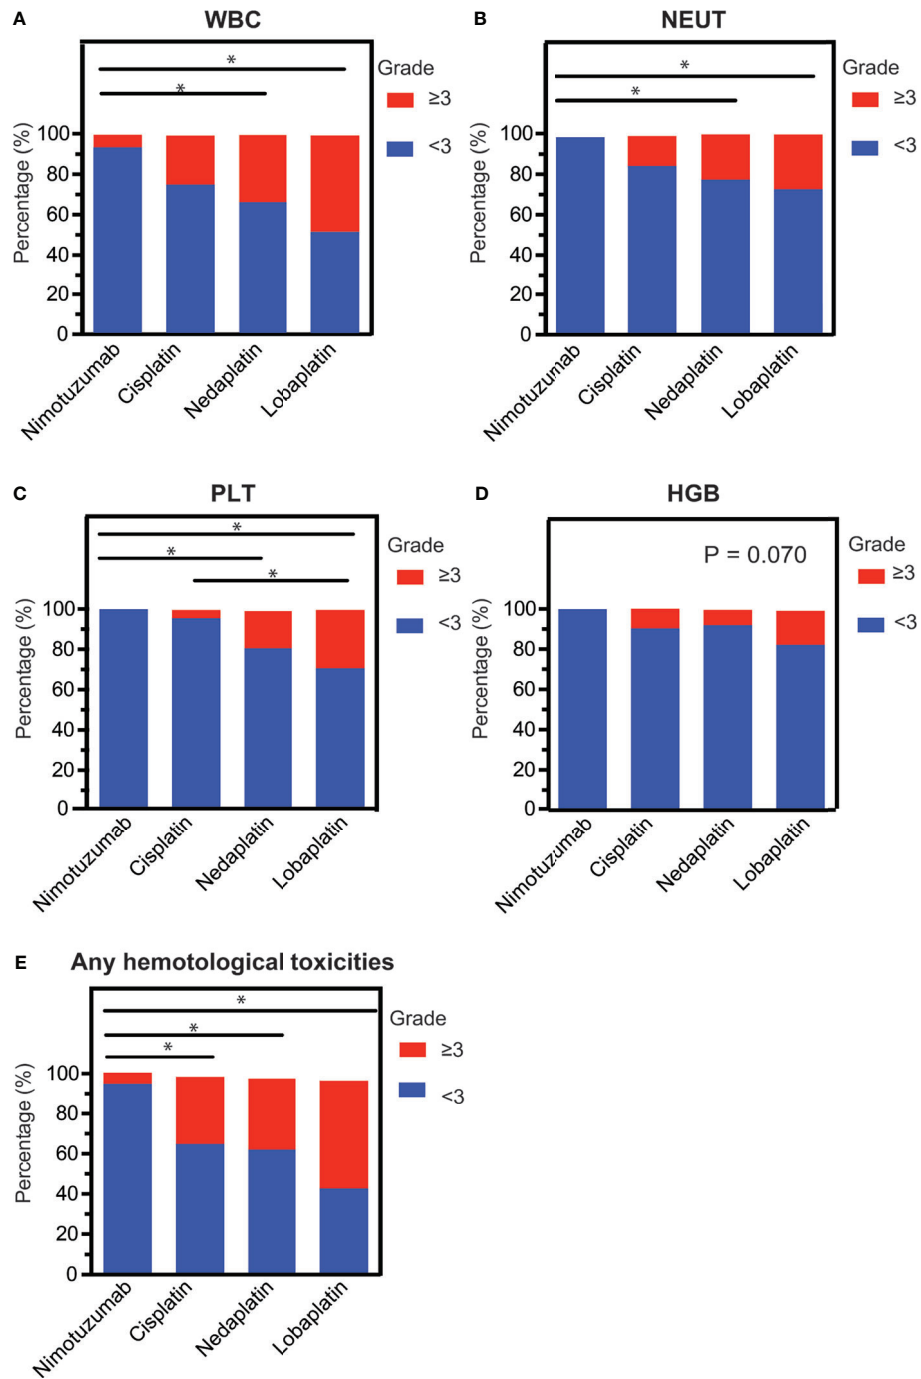 A
WBC
*
*
Grade
≥3
<3
Percentage (%)
100
80
60
40
20
0
Nimotuzumab
Cisplatin
Nedaplatin
Lobaplatin
B
NEUT
*
*
Grade
≥3
<3
Percentage (%)
100
80
60
40
20
0
Nimotuzumab
Cisplatin
Nedaplatin
Lobaplatin
C
PLT
*
*
*
Grade
≥3
<3
Percentage (%)
100
80
60
40
20
0
Nimotuzumab
Cisplatin
Nedaplatin
Lobaplatin
D
HGB
P = 0.070
Grade
≥3
<3
Percentage (%)
100
80
60
40
20
0
Nimotuzumab
Cisplatin
Nedaplatin
Lobaplatin
E
Any hemotological toxicities
*
*
*
Grade
≥3
<3
Percentage (%)
100
80
60
40
20
0
Nimotuzumab
Cisplatin
Nedaplatin
Lobaplatin